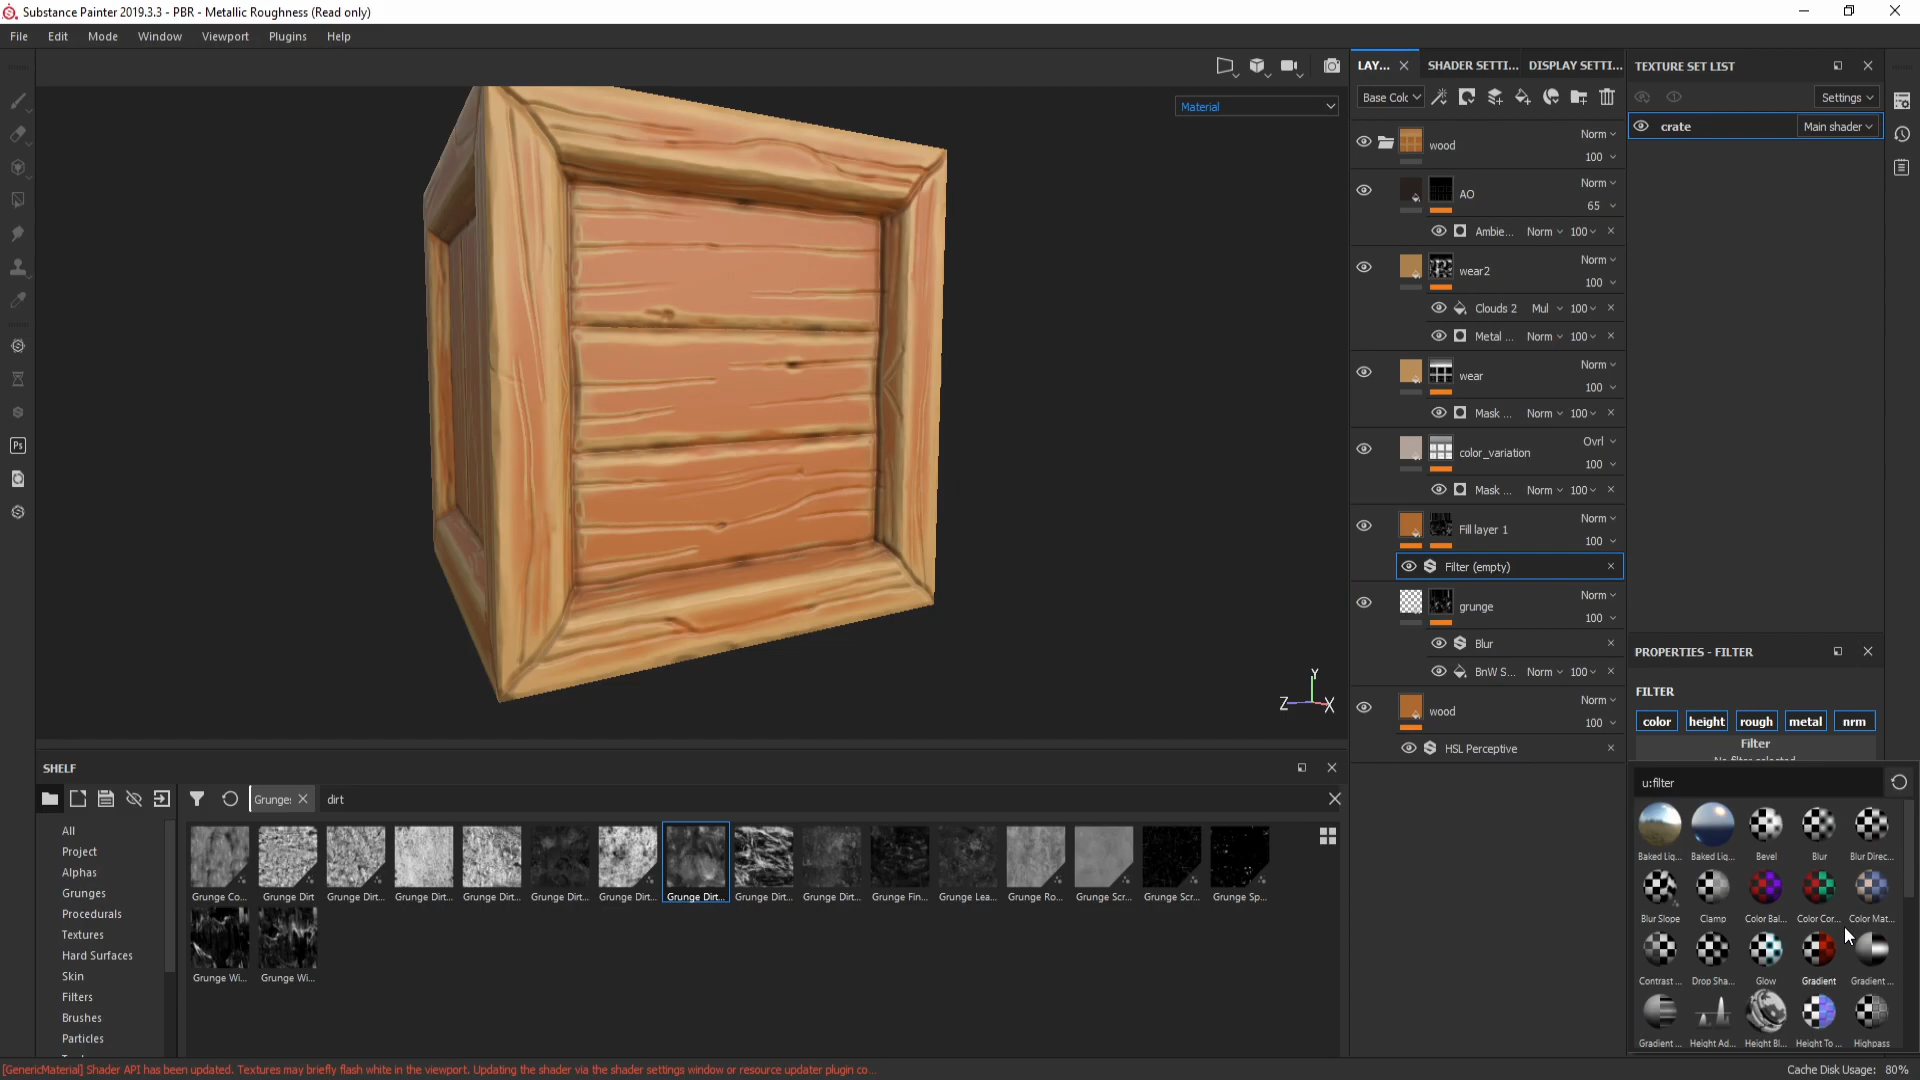 Substance Painter 2019.3.3 - PBR - Metallic Roughness (Read only)
File Edit Mode Window Viewport Plugins Help
Material
Z Y X
LAY... SHADER SETTI... DISPLAY SETTI...
Base Colc
wood Norm 100
AO Norm 65
Ambie... Norm 100
wear2 Norm 100
Clouds 2 Mul 100
Metal ... Norm 100
wear Norm 100
Mask ... Norm 100
color_variation Ovrl 100
Mask ... Norm 100
Fill layer 1 Norm 100
Filter (empty)
grunge Norm 100
Blur
BnW S... Norm 100
wood Norm 100
HSL Perceptive
TEXTURE SET LIST
Settings
crate Main shader
PROPERTIES - FILTER
FILTER
color height rough metal nrm
Filter
No filter selected
u:filter
Baked Liq... Baked Liq... Bevel Blur Blur Direc...
Blur Slope Clamp Color Bal... Color Cor... Color Mat...
Contrast ... Drop Sha... Glow Gradient Gradient ...
Gradient ... Height Ad... Height Bl... Height To ... Highpass
SHELF
Grunge: dirt
All
Project
Alphas
Grunges
Procedurals
Textures
Hard Surfaces
Skin
Filters
Brushes
Particles
Grunge Co... Grunge Dirt Grunge Dirt... Grunge Dirt... Grunge Dirt... Grunge Dirt... Grunge Dirt... Grunge Dirt... Grunge Dirt... Grunge Dirt... Grunge Fin... Grunge Lea... Grunge Ro... Grunge Scr... Grunge Scr... Grunge Sp...
Grunge Wi... Grunge Wi...
[GenericMaterial] Shader API has been updated. Textures may briefly flash white in the viewport. Updating the shader via the shader settings window or resource updater plugin co...
Cache Disk Usage: 80%